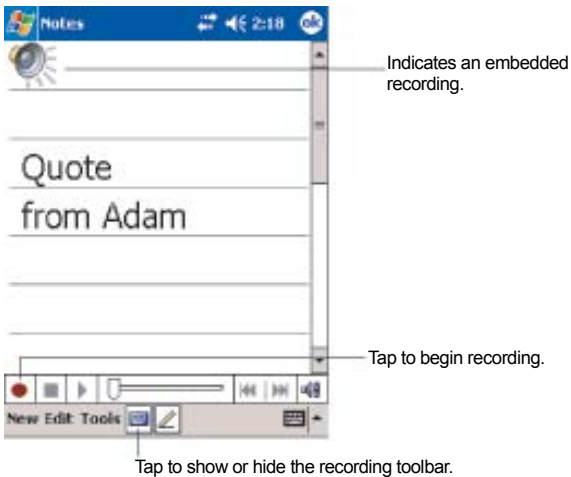 Notes 2:18 ok
Indicates an embedded
recording.
Quote
from Adam
Tap to begin recording.
New Edit Tools
Tap to show or hide the recording toolbar.